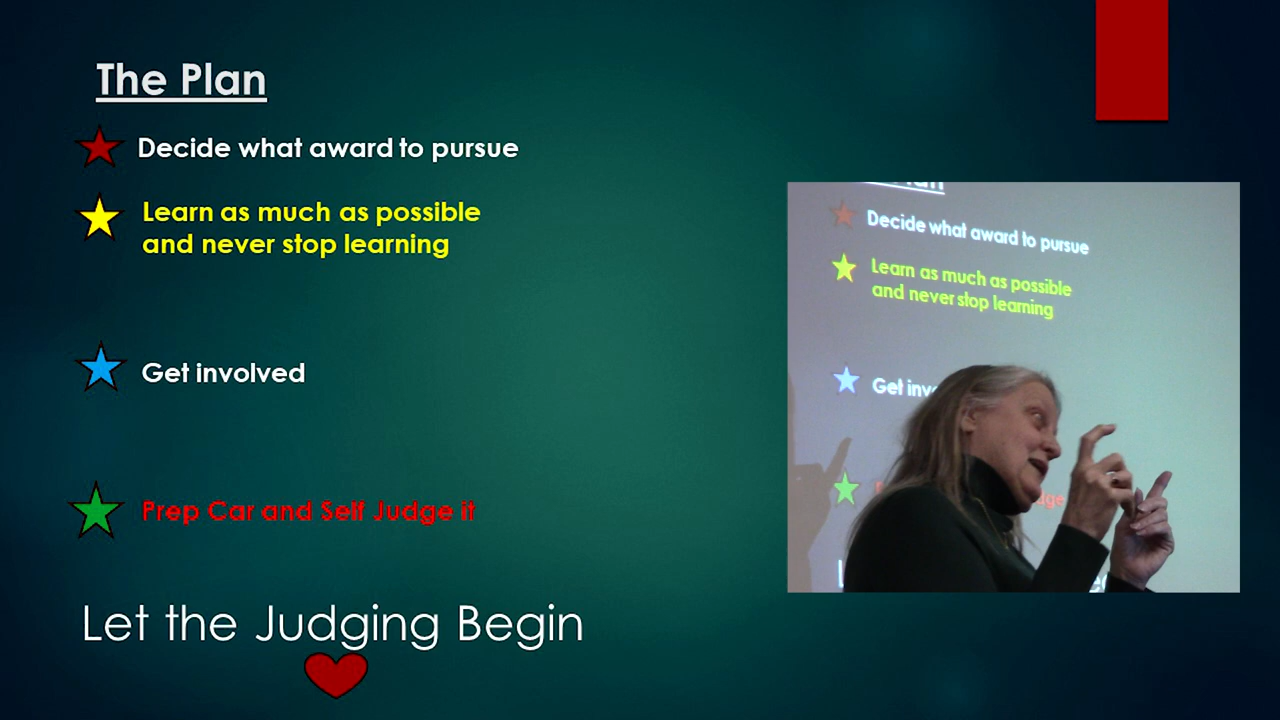 The Plan
Decide what award to pursue
Learn as much as possible
and never stop learning
Get involved
Prep Car and Self Judge it
Let the Judging Begin
Plan
Decide what award to pursue
Learn as much as possible
and never stop learning
Get inv